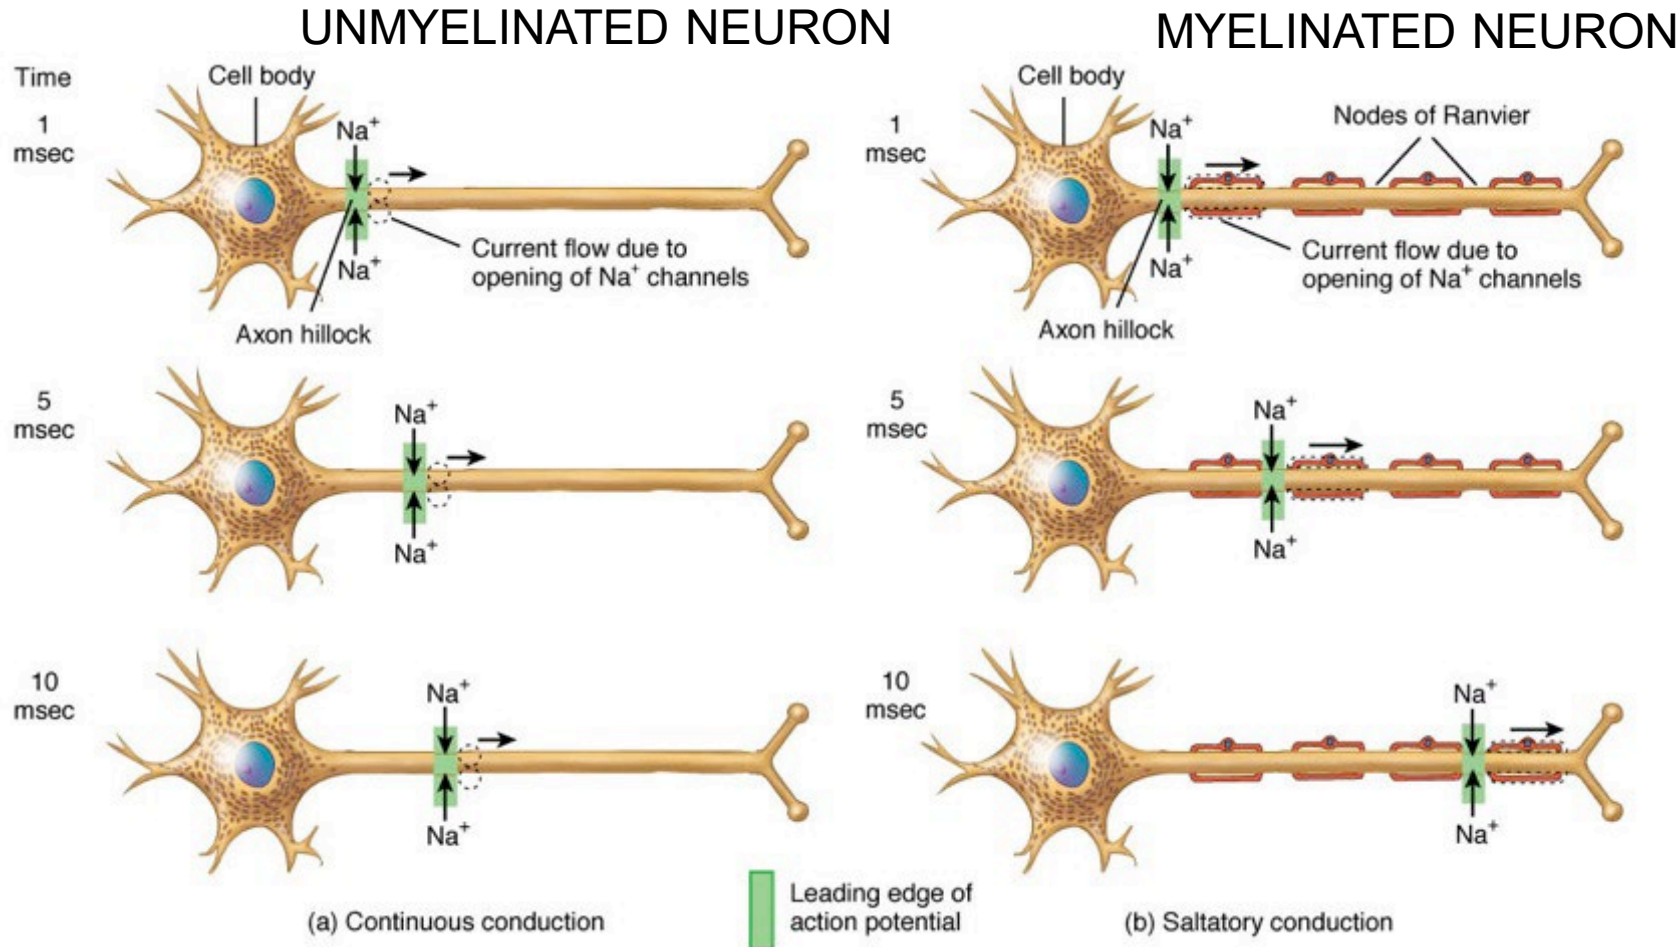 UNMYELINATED NEURON
MYELINATED NEURON
Time
Cell body
1
msec
Na⁺
Na⁺
Current flow due to
opening of Na⁺ channels
Axon hillock
Cell body
1
msec
Na⁺
Nodes of Ranvier
Na⁺
Current flow due to
opening of Na⁺ channels
Axon hillock
5
msec
Na⁺
Na⁺
5
msec
Na⁺
Na⁺
10
msec
Na⁺
Na⁺
10
msec
Na⁺
Na⁺
(a) Continuous conduction
Leading edge of
action potential
(b) Saltatory conduction